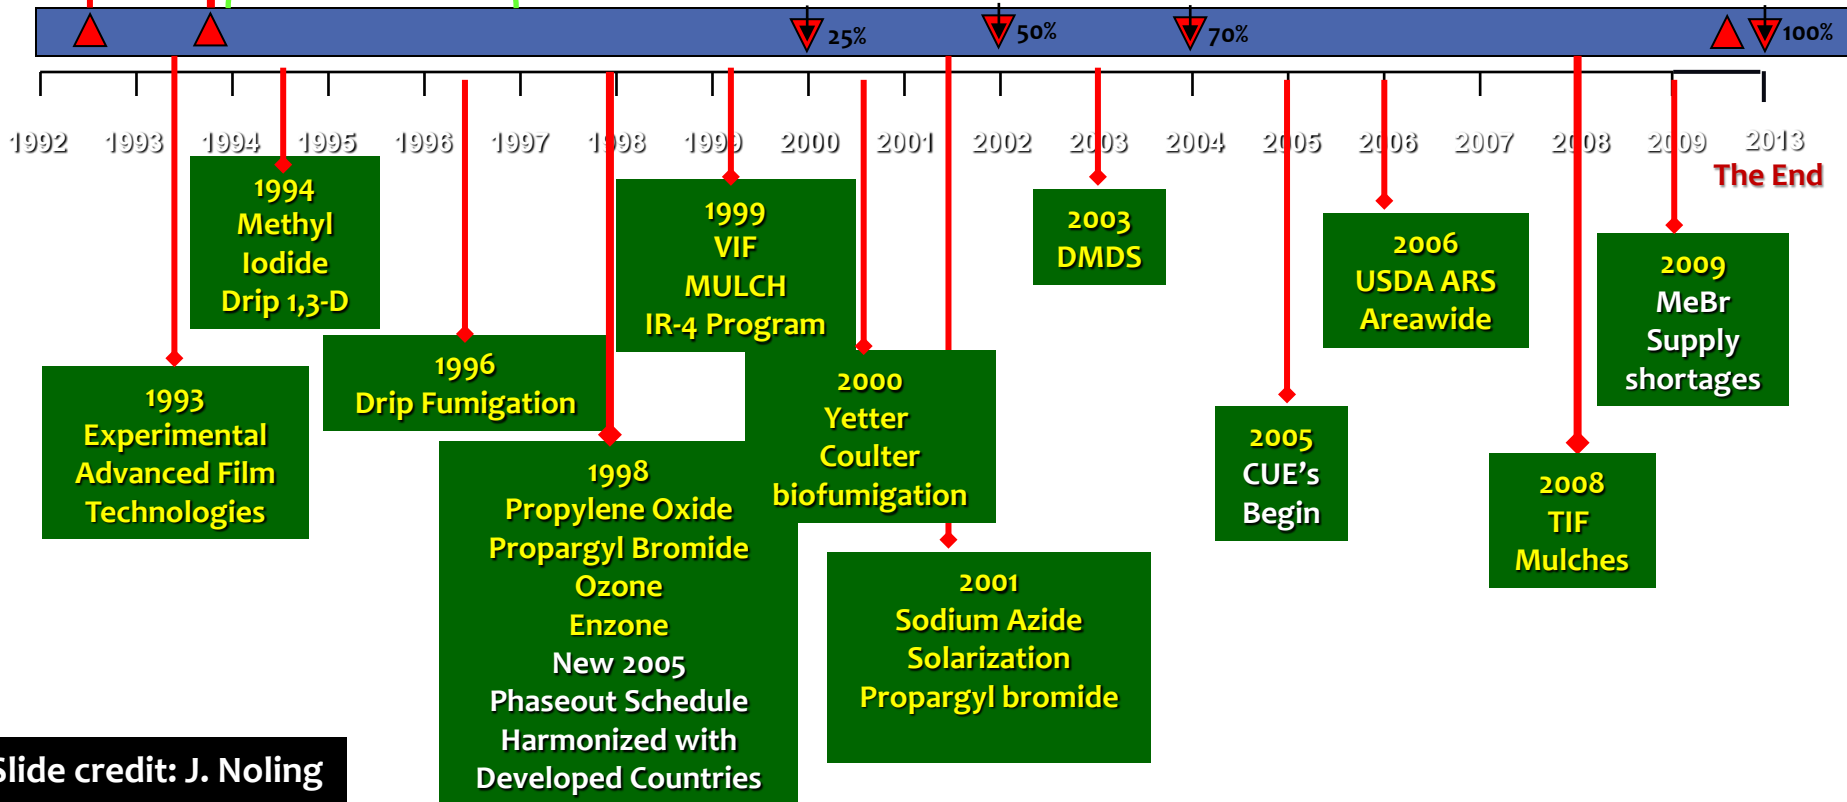 25%
50%
70%
100%
1992
1993
1994
1995
1996
1997
1998
1999
2000
2001
2002
2003
2004
2005
2006
2007
2008
2009
2013
The End
1994
Methyl
Iodide
Drip 1,3-D
1999
VIF
MULCH
IR-4 Program
2003
DMDS
2006
USDA ARS
Areawide
2009
MeBr
Supply
shortages
1993
Experimental
Advanced Film
Technologies
1996
Drip Fumigation
2000
Yetter
Coulter
biofumigation
2005
CUE’s
Begin
1998
Propylene Oxide
Propargyl Bromide
Ozone
Enzone
New 2005
Phaseout Schedule
Harmonized with
Developed Countries
2008
TIF
Mulches
2001
Sodium Azide
Solarization
Propargyl bromide
Slide credit: J. Noling